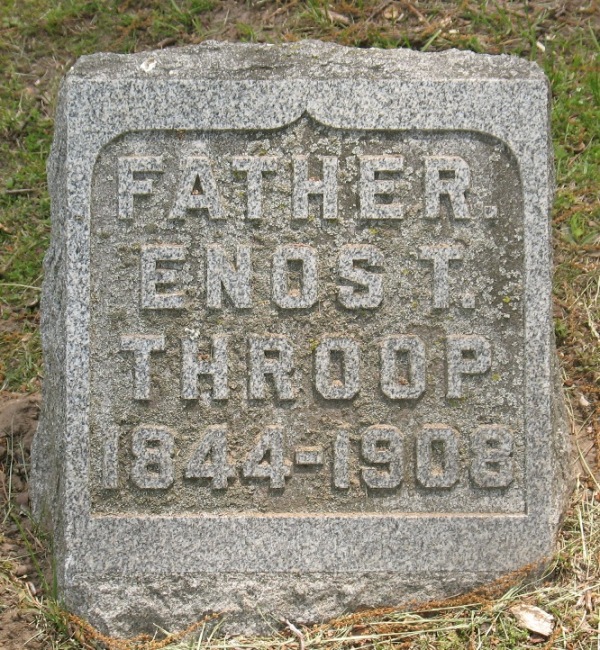 FATHER.
ENOS T.
THROOP
1844-1908